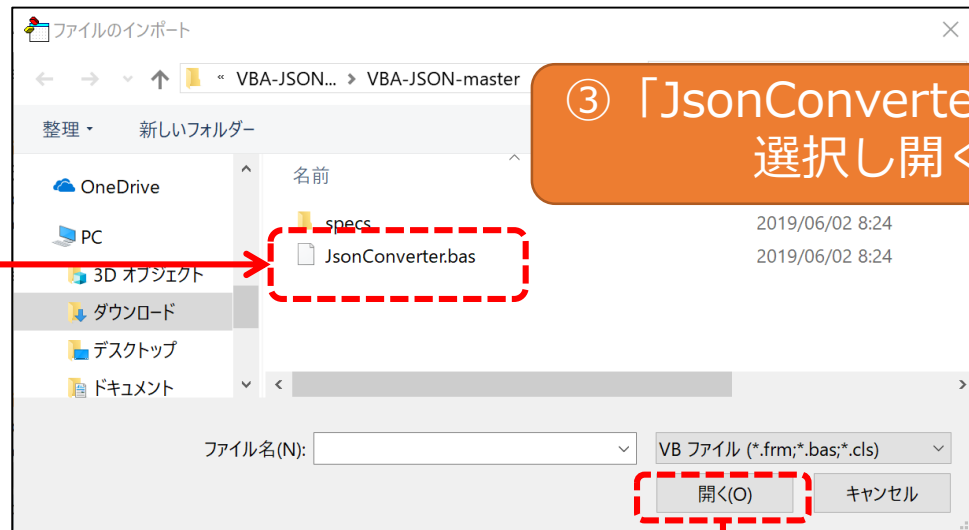 ファイルのインポート
« VBA-JSON... › VBA-JSON-master
③「JsonConverte
選択し開く
整理 新しいフォルダー
名前
OneDrive
PC
3D オブジェクト
ダウンロード
デスクトップ
ドキュメント
specs 2019/06/02 8:24
JsonConverter.bas 2019/06/02 8:24
ファイル名(N):
VB ファイル (*.frm;*.bas;*.cls)
開く(O) キャンセル